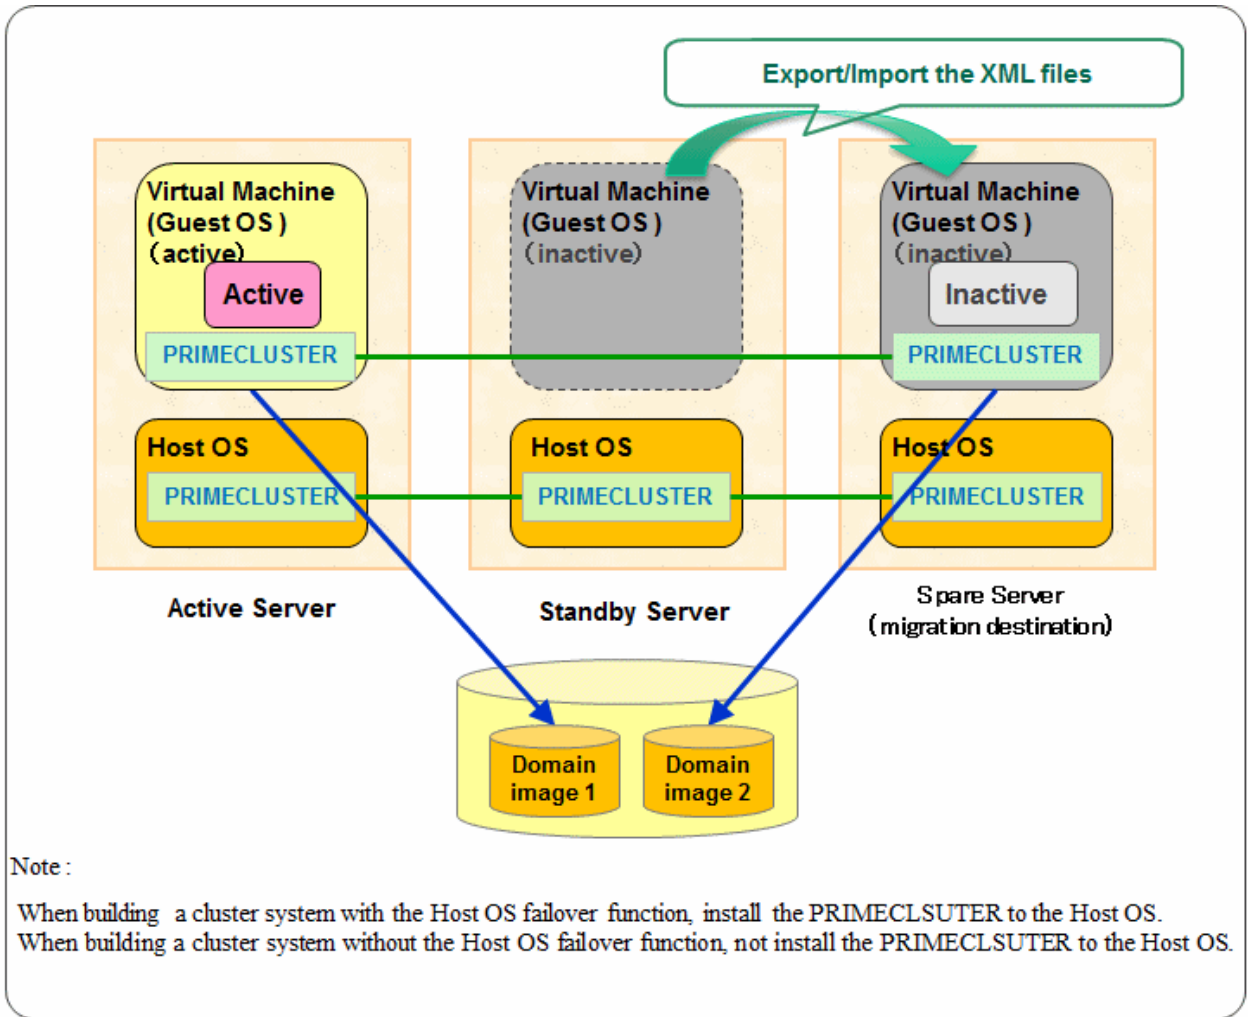 Export/Import the XML files
Virtual Machine
(Guest OS )
(active)
Active
PRIMECLUSTER
Virtual Machine
(Guest OS )
(inactive)
Virtual Machine
(Guest OS )
(inactive)
Inactive
PRIMECLUSTER
Host OS
PRIMECLUSTER
Host OS
PRIMECLUSTER
Host OS
PRIMECLUSTER
Active Server
Standby Server
Spare Server
(migration destination)
Domain
image 1
Domain
image 2
Note :
When building a cluster system with the Host OS failover function, install the PRIMECLSUTER to the Host OS.
When building a cluster system without the Host OS failover function, not install the PRIMECLSUTER to the Host OS.